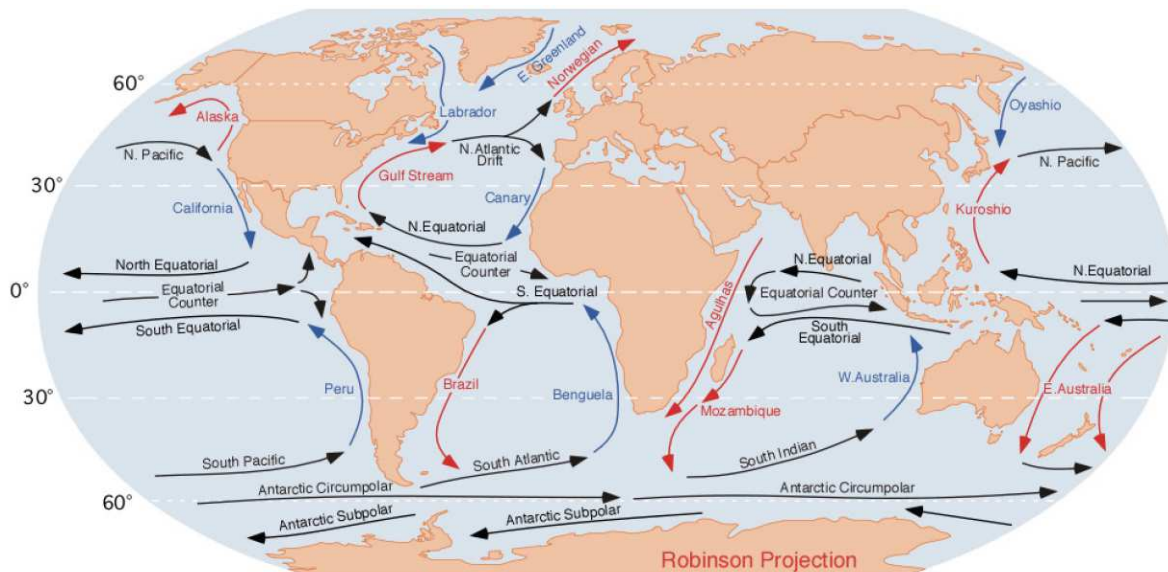 60°
30°
0°
30°
60°
Alaska
N. Pacific
California
North Equatorial
Equatorial
Counter
South Equatorial
Peru
South Pacific
Antarctic Circumpolar
Antarctic Subpolar
Labrador
E. Greenland
Norwegian
N.Atlantic
Drift
Gulf Stream
Canary
N.Equatorial
Equatorial
Counter
S. Equatorial
Brazil
Benguela
South Atlantic
Antarctic Subpolar
Agulhas
Mozambique
N.Equatorial
Equatorial Counter
South
Equatorial
W.Australia
South Indian
Antarctic Circumpolar
Oyashio
N. Pacific
Kuroshio
N.Equatorial
E.Australia
Robinson Projection